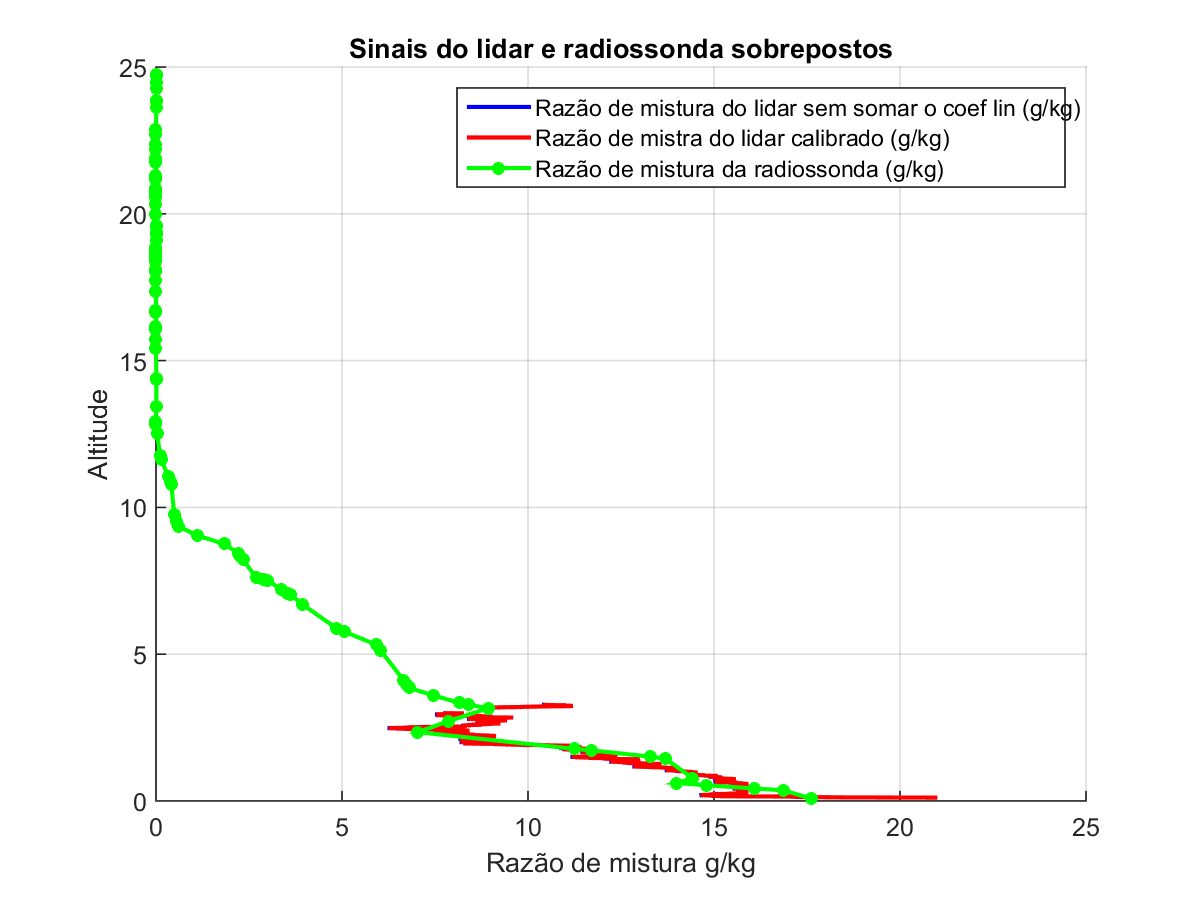 Sinais do lidar e radiossonda sobrepostos
Razão de mistura do lidar sem somar o coef lin (g/kg)
Razão de mistra do lidar calibrado (g/kg)
Razão de mistura da radiossonda (g/kg)
25
20
15
10
5
0
Altitude
0 5 10 15 20 25
Razão de mistura g/kg